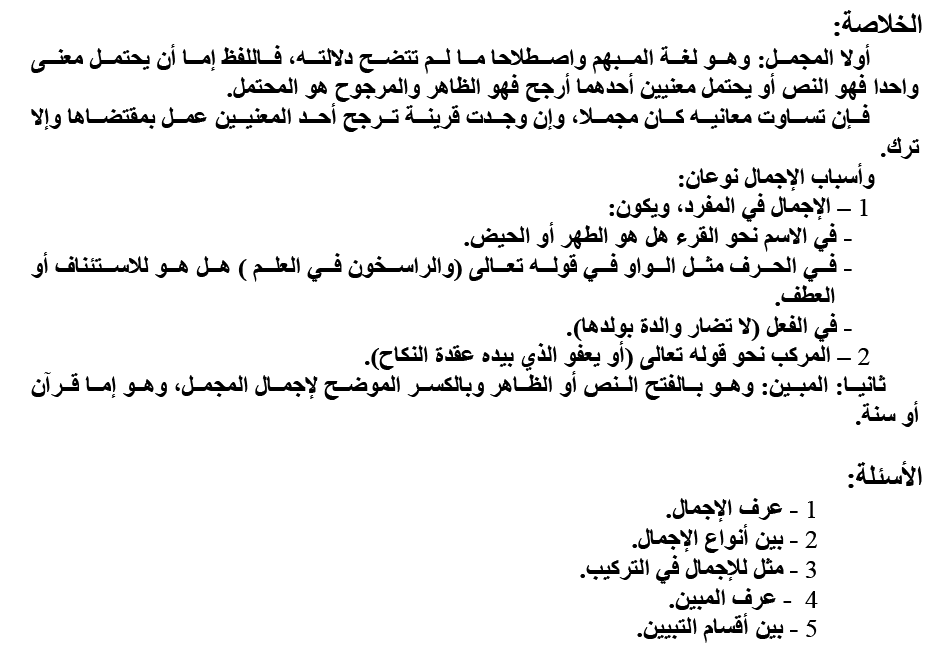 الخلاصة:
أولا المجمل: وهو لغة المبهم واصطلاحا ما لم تتضح دلالته، فاللفظ إما أن يحتمل معنى
واحدا فهو النص أو يحتمل معنيين أحدهما أرجح فهو الظاهر والمرجوح هو المحتمل.
فإن تساوت معانيه كان مجملا، وإن وجدت قرينة ترجح أحد المعنيين عمل بمقتضاها وإلا
ترك.
وأسباب الإجمال نوعان:
1 – الإجمال في المفرد، ويكون:
- في الاسم نحو القرء هل هو الطهر أو الحيض.
- في الحرف مثل الواو في قوله تعالى (والراسخون في العلم ) هل هو للاستئناف أو
العطف.
- في الفعل (لا تضار والدة بولدها).
2 – المركب نحو قوله تعالى (أو يعفو الذي بيده عقدة النكاح).
ثانيا: المبين: وهو بالفتح النص أو الظاهر وبالكسر الموضح لإجمال المجمل، وهو إما قرآن
أو سنة.
الأسئلة:
1 - عرف الإجمال.
2 - بين أنواع الإجمال.
3 - مثل للإجمال في التركيب.
4 - عرف المبين.
5 - بين أقسام التبيين.